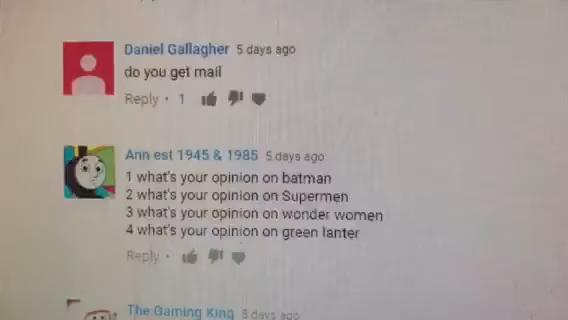 Daniel Gallagher 5 days ago
do you get mail
Reply • 1
Ann est 1945 & 1985 5 days ago
1 what's your opinion on batman
2 what's your opinion on Supermen
3 what's your opinion on wonder women
4 what's your opinion on green lanter
Reply •
The Gaming King 5 days ago